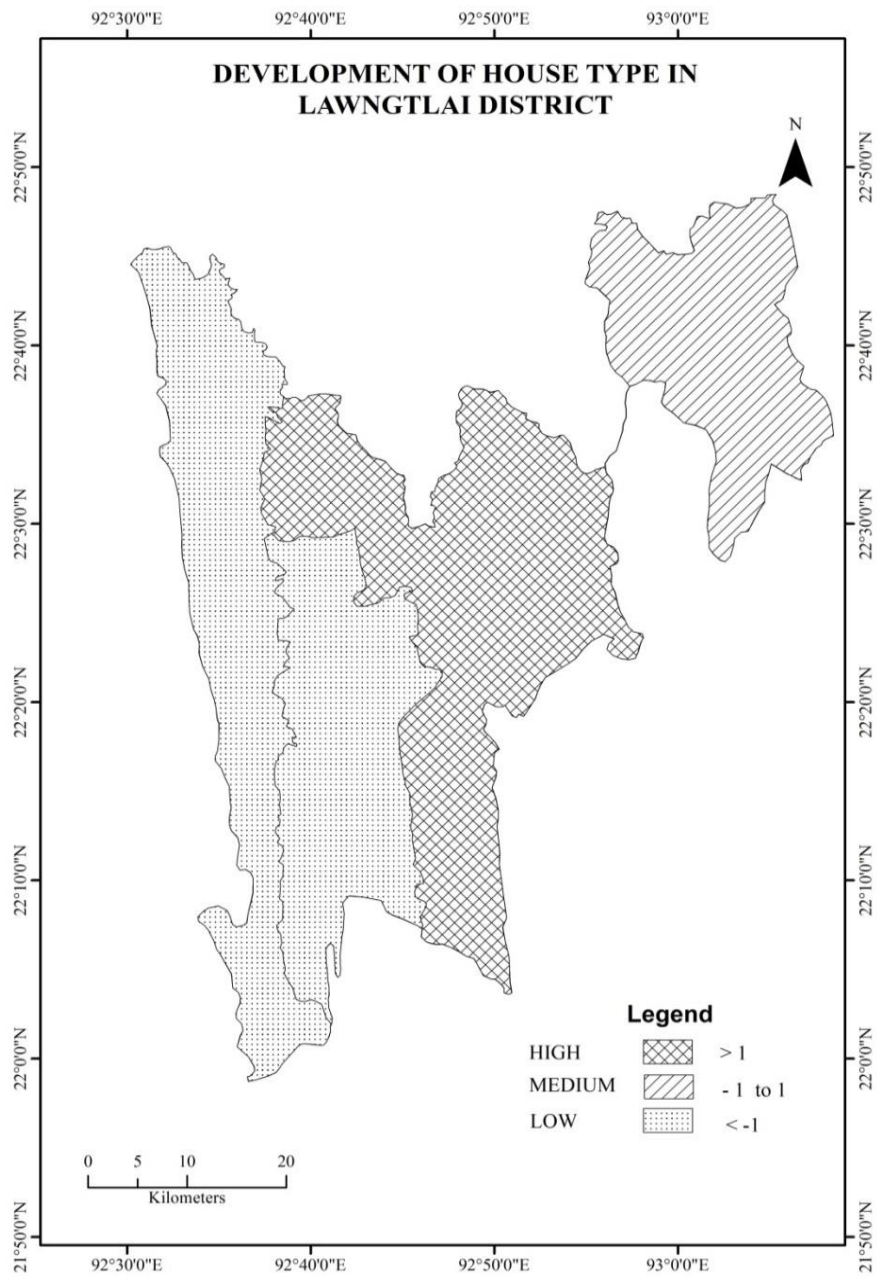 92°30'0"E 92°40'0"E 92°50'0"E 93°0'0"E
DEVELOPMENT OF HOUSE TYPE IN
LAWNGTLAI DISTRICT
N
22°50'0"N 22°50'0"N
22°40'0"N 22°40'0"N
22°30'0"N 22°30'0"N
22°20'0"N 22°20'0"N
22°10'0"N 22°10'0"N
22°0'0"N 22°0'0"N
21°50'0"N 21°50'0"N
Legend
HIGH > 1
MEDIUM - 1 to 1
LOW < -1
0 5 10 20
Kilometers
92°30'0"E 92°40'0"E 92°50'0"E 93°0'0"E